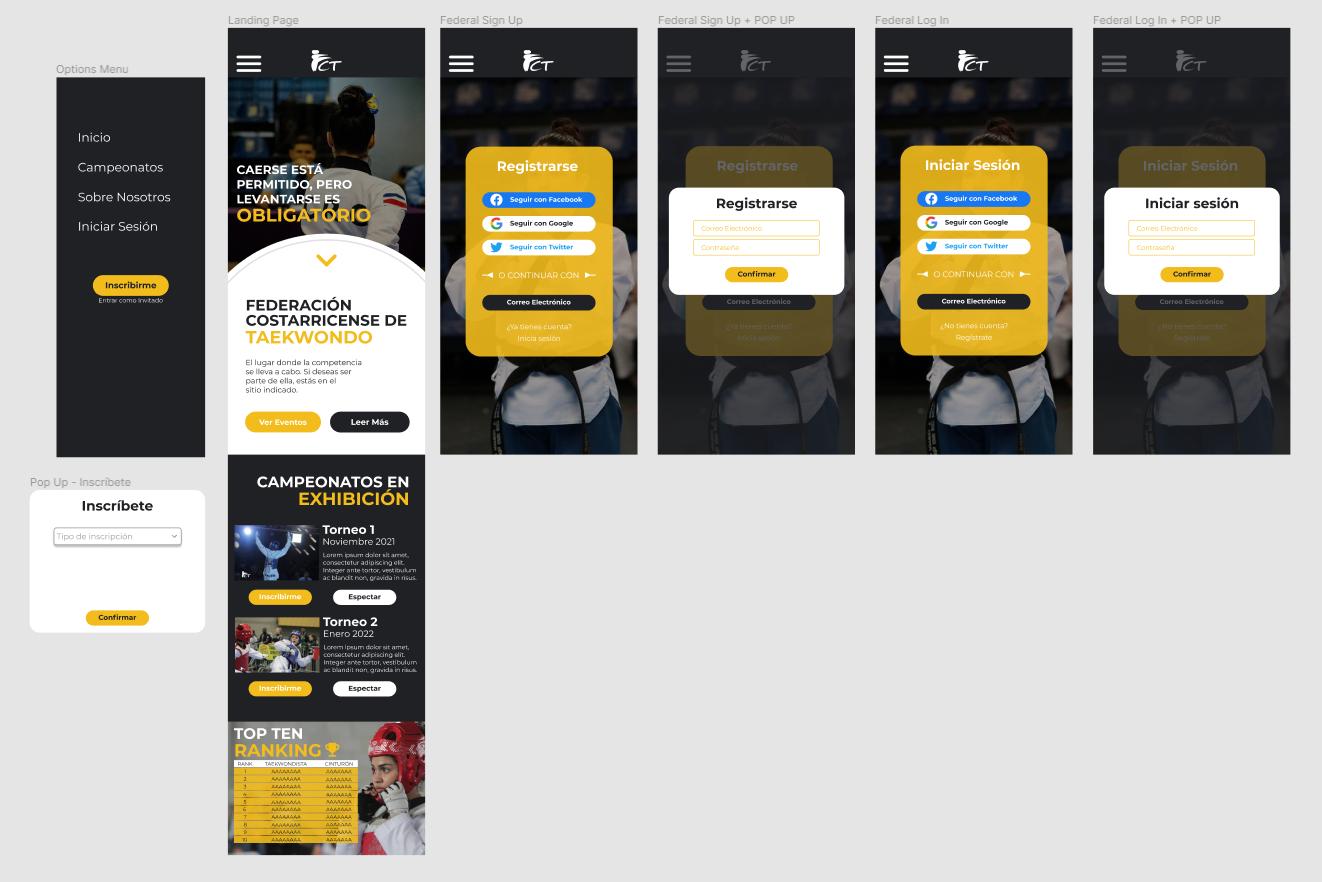 Options Menu
Inicio
Campeonatos
Sobre Nosotros
Iniciar Sesión
Inscribirme
Entrar como Invitado
Pop Up - Inscríbete
Inscríbete
Tipo de inscripción
Confirmar
Landing Page
CT
CAERSE ESTÁ
PERMITIDO, PERO
LEVANTARSE ES
OBLIGATORIO
FEDERACIÓN
COSTARRICENSE DE
TAEKWONDO
El lugar donde la competencia
se lleva a cabo. Si deseas ser
parte de ella, estás en el
sitio indicado.
Ver Eventos
Leer Más
CAMPEONATOS EN
EXHIBICIÓN
Torneo 1
Noviembre 2021
Lorem ipsum dolor sit amet,
consectetur adipiscing elit.
Integer ante tortor, vestibulum
ac blandit non, gravida in risus.
CT
Inscribirme
Espectar
Torneo 2
Enero 2022
Lorem ipsum dolor sit amet,
consectetur adipiscing elit.
Integer ante tortor, vestibulum
ac blandit non, gravida in risus.
Inscribirme
Espectar
TOP TEN
RANKING
RANK TAEKWONDISTA CINTURÓN
1 AAAAAAAA AAAAAAA
2 AAAAAAAA AAAAAAA
3 AAAAAAAA AAAAAAA
4 AAAAAAAA AAAAAAA
5 AAAAAAAA AAAAAAA
6 AAAAAAAA AAAAAAA
7 AAAAAAAA AAAAAAA
8 AAAAAAAA AAAAAAA
9 AAAAAAAA AAAAAAA
10 AAAAAAAA AAAAAAA
Federal Sign Up
CT
Registrarse
Seguir con Facebook
Seguir con Google
Seguir con Twitter
O CONTINUAR CON
Correo Electrónico
¿Ya tienes cuenta?
Inicia sesión
Federal Sign Up + POP UP
CT
Registrarse
Registrarse
Correo Electrónico
Contraseña
Confirmar
Correo Electrónico
¿Ya tienes cuenta?
Inicia sesión
Federal Log In
CT
Iniciar Sesión
Seguir con Facebook
Seguir con Google
Seguir con Twitter
O CONTINUAR CON
Correo Electrónico
¿No tienes cuenta?
Regístrate
Federal Log In + POP UP
CT
Iniciar Sesión
Iniciar sesión
Correo Electrónico
Contraseña
Confirmar
Correo Electrónico
¿No tienes cuenta?
Regístrate